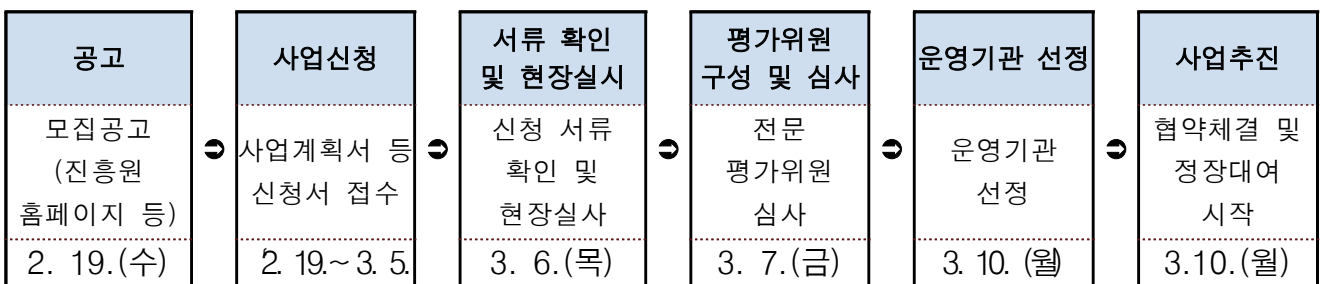 공고
모집공고
(진흥원
홈페이지 등)
2. 19.(수)
➲
사업신청
사업계획서 등
신청서 접수
2. 19.~ 3. 5.
➲
서류 확인
및 현장실시
신청 서류
확인 및
현장실사
3. 6.(목)
➲
평가위원
구성 및 심사
전문
평가위원
심사
3. 7.(금)
➲
운영기관 선정
운영기관
선정
3. 10. (월)
➲
사업추진
협약체결 및
정장대여
시작
3.10.(월)